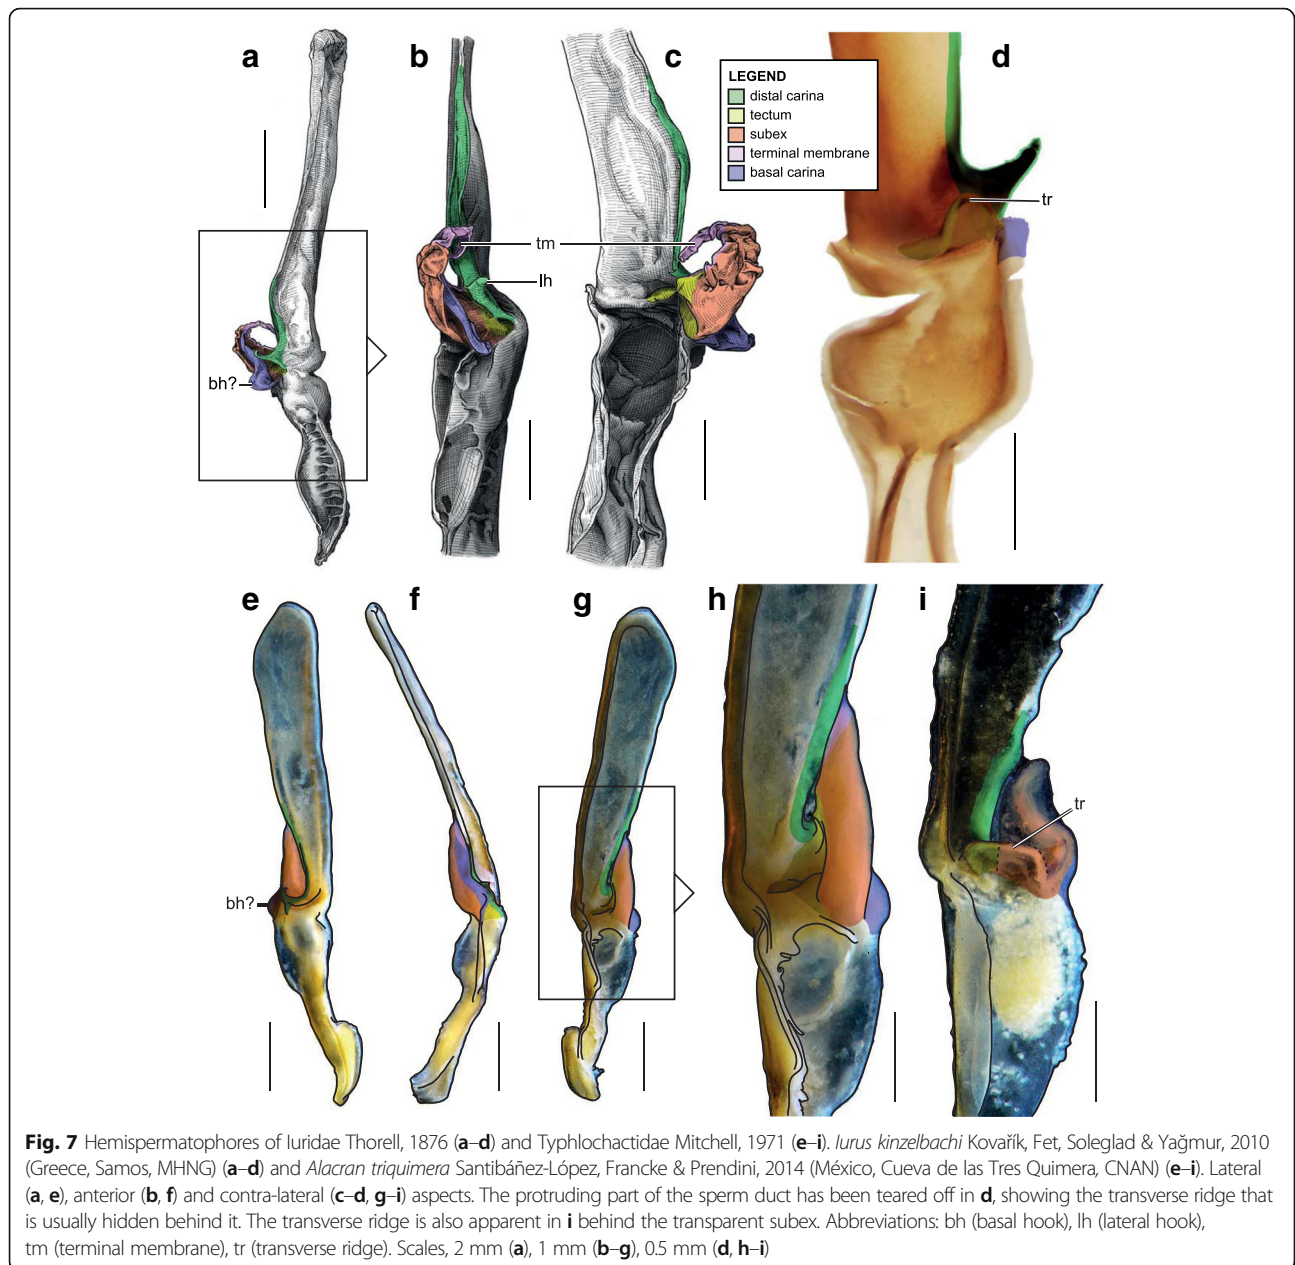 a
b
c
d
LEGEND
distal carina
tectum
subex
terminal membrane
basal carina
tr
tm
lh
bh?
e
f
g
h
i
tr
bh?
Fig. 7 Hemispermatophores of Iuridae Thorell, 1876 (a–d) and Typhlochactidae Mitchell, 1971 (e–i). Iurus kinzelbachi Kovařík, Fet, Soleglad & Yağmur, 2010
(Greece, Samos, MHNG) (a–d) and Alacran triquimera Santibáñez-López, Francke & Prendini, 2014 (México, Cueva de las Tres Quimera, CNAN) (e–i). Lateral
(a, e), anterior (b, f) and contra-lateral (c–d, g–i) aspects. The protruding part of the sperm duct has been teared off in d, showing the transverse ridge that
is usually hidden behind it. The transverse ridge is also apparent in i behind the transparent subex. Abbreviations: bh (basal hook), lh (lateral hook),
tm (terminal membrane), tr (transverse ridge). Scales, 2 mm (a), 1 mm (b–g), 0.5 mm (d, h–i)